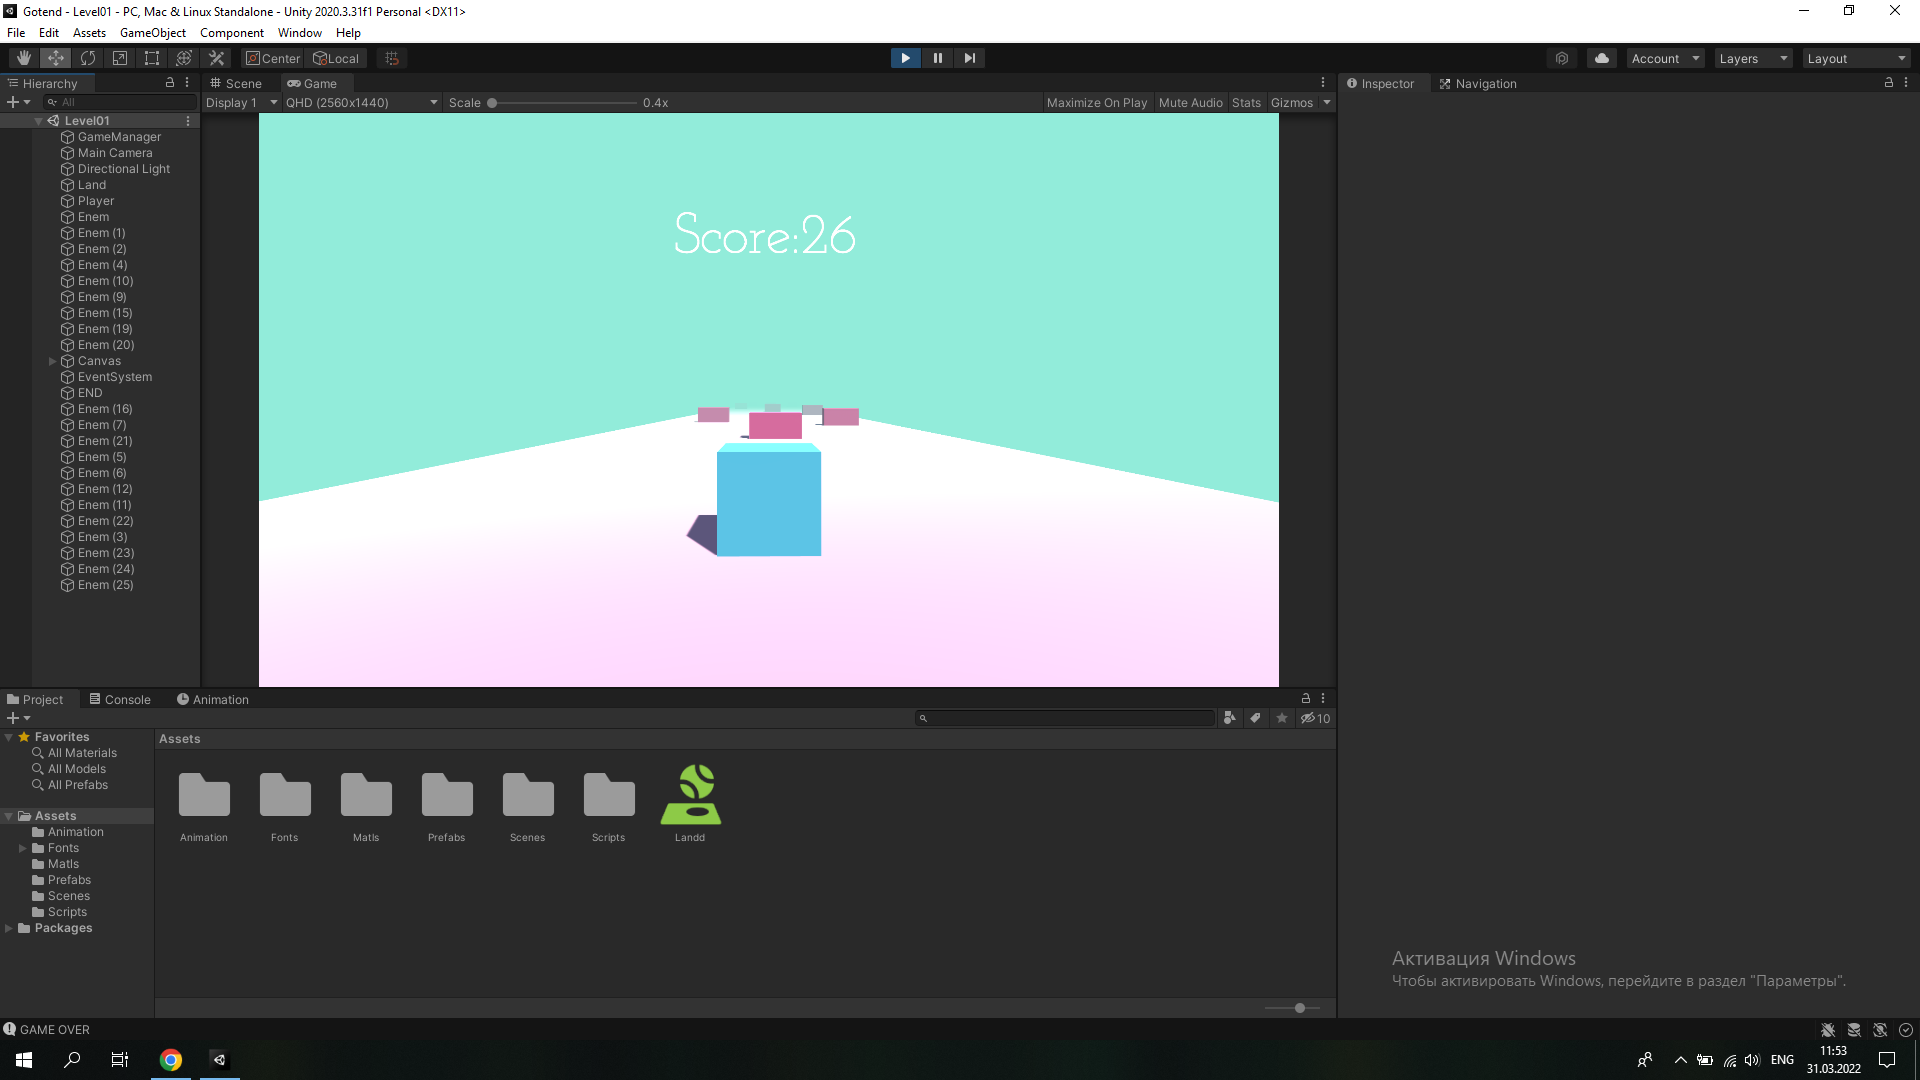 Gotend - Level01 - PC, Mac & Linux Standalone - Unity 2020.3.31f1 Personal <DX11>
File Edit Assets GameObject Component Window Help
Center Local Account Layers Layout
Hierarchy
All
Level01
GameManager
Main Camera
Directional Light
Land
Player
Enem
Enem (1)
Enem (2)
Enem (4)
Enem (10)
Enem (9)
Enem (15)
Enem (19)
Enem (20)
Canvas
EventSystem
END
Enem (16)
Enem (7)
Enem (21)
Enem (5)
Enem (6)
Enem (12)
Enem (11)
Enem (22)
Enem (3)
Enem (23)
Enem (24)
Enem (25)
Scene Game
Display 1 QHD (2560x1440) Scale 0.4x Maximize On Play Mute Audio Stats Gizmos
Score:26
Inspector Navigation
Project Console Animation
10
Favorites
All Materials
All Models
All Prefabs
Assets
Animation
Fonts
Matls
Prefabs
Scenes
Scripts
Packages
Assets
Animation Fonts Matls Prefabs Scenes Scripts Landd
Активация Windows
Чтобы активировать Windows, перейдите в раздел "Параметры".
GAME OVER
ENG
11:53
31.03.2022